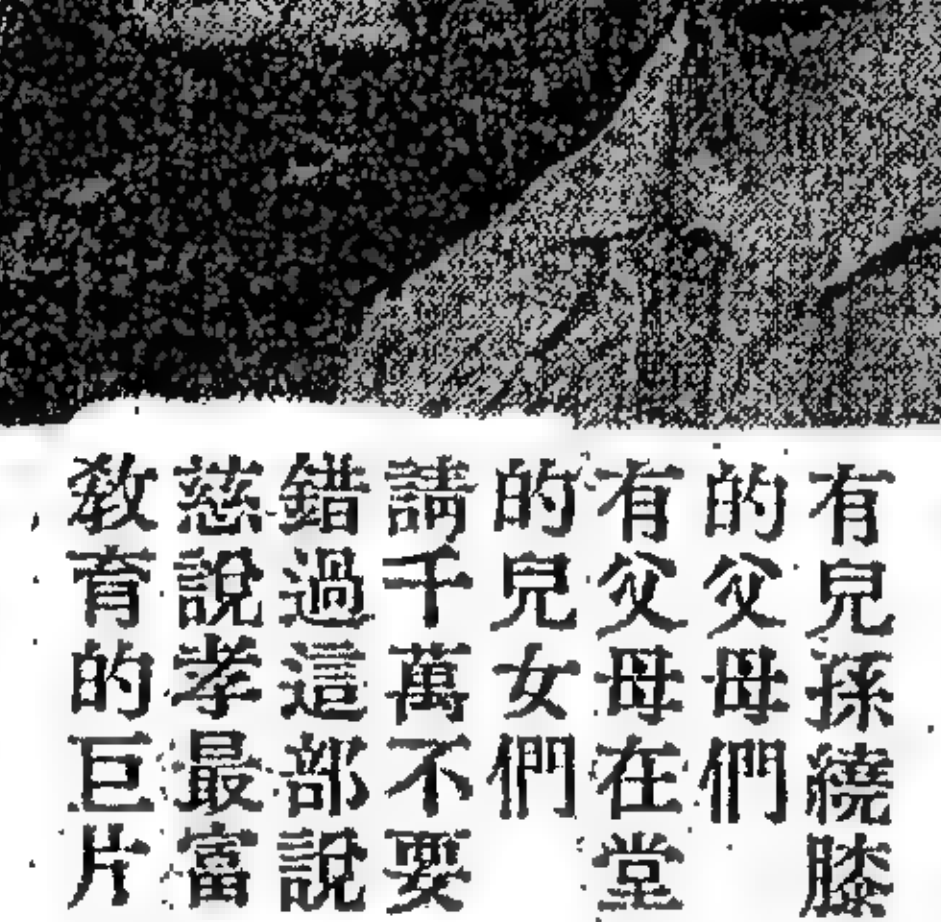 有兒孫繞膝
的父母們
有父母在堂
的兒女們
請千萬不要
錯過這部說
慈說孝最富
教育的巨片